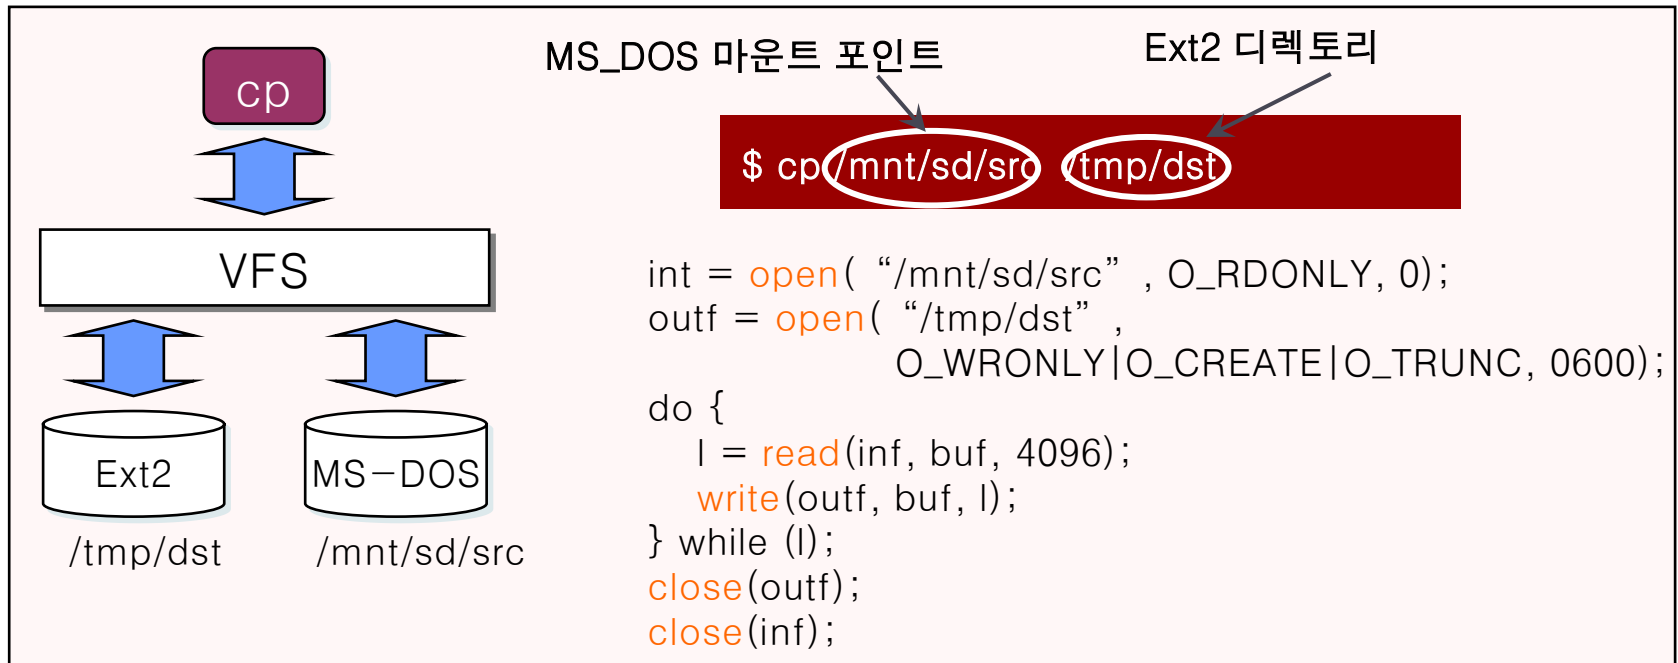 cp
VFS
Ext2
MS-DOS
/tmp/dst
/mnt/sd/src
MS_DOS 마운트 포인트
Ext2 디렉토리
$ cp /mnt/sd/src /tmp/dst
int = open( “/mnt/sd/src” , O_RDONLY, 0);
outf = open( “/tmp/dst” ,
O_WRONLY|O_CREATE|O_TRUNC, 0600);
do {
l = read(inf, buf, 4096);
write(outf, buf, l);
} while (l);
close(outf);
close(inf);